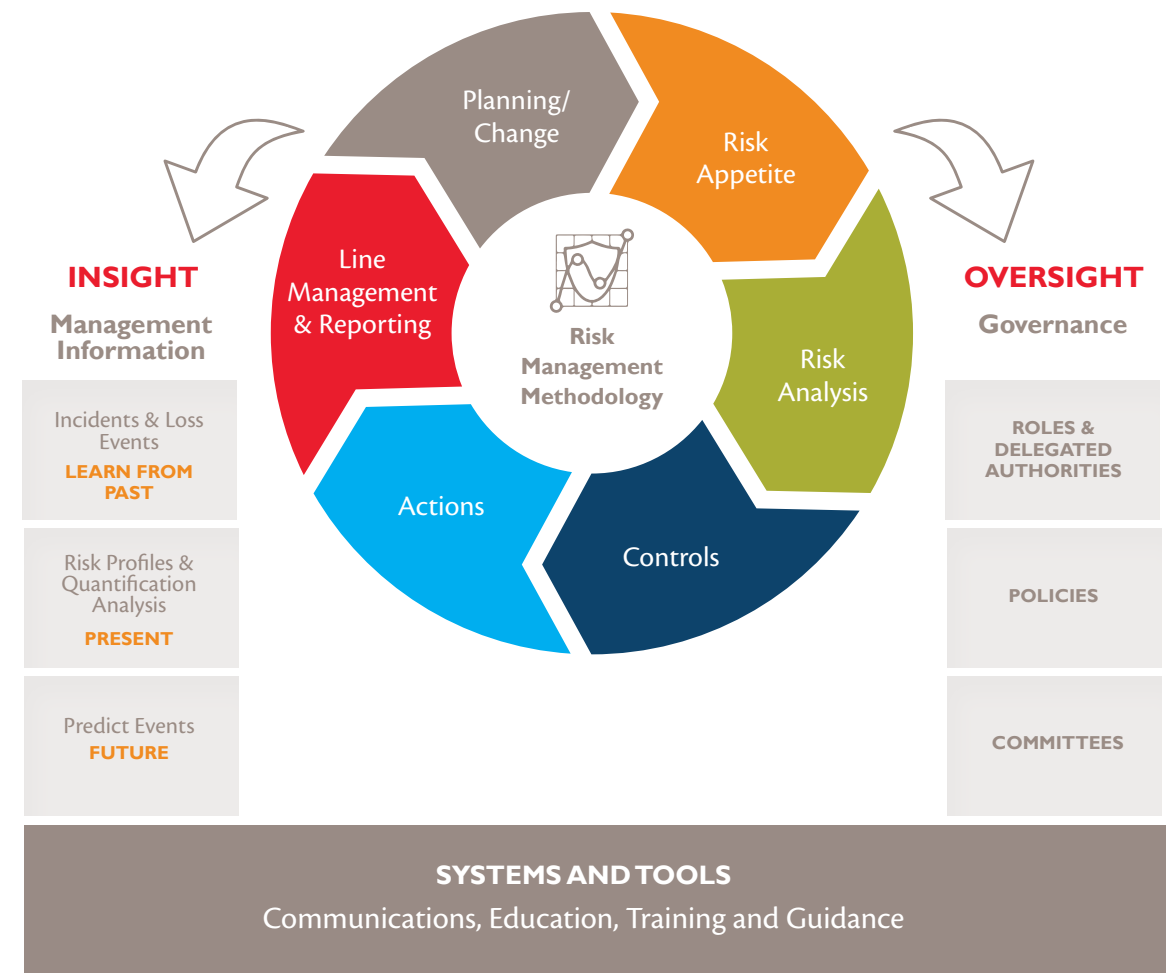 Planning/
Change
Risk
Appetite
Risk
Analysis
Controls
Actions
Line
Management
& Reporting
Risk
Management
Methodology
INSIGHT
Management
Information
Incidents & Loss
Events
LEARN FROM
PAST
Risk Profiles &
Quantification
Analysis
PRESENT
Predict Events
FUTURE
OVERSIGHT
Governance
ROLES &
DELEGATED
AUTHORITIES
POLICIES
COMMITTEES
SYSTEMS AND TOOLS
Communications, Education, Training and Guidance